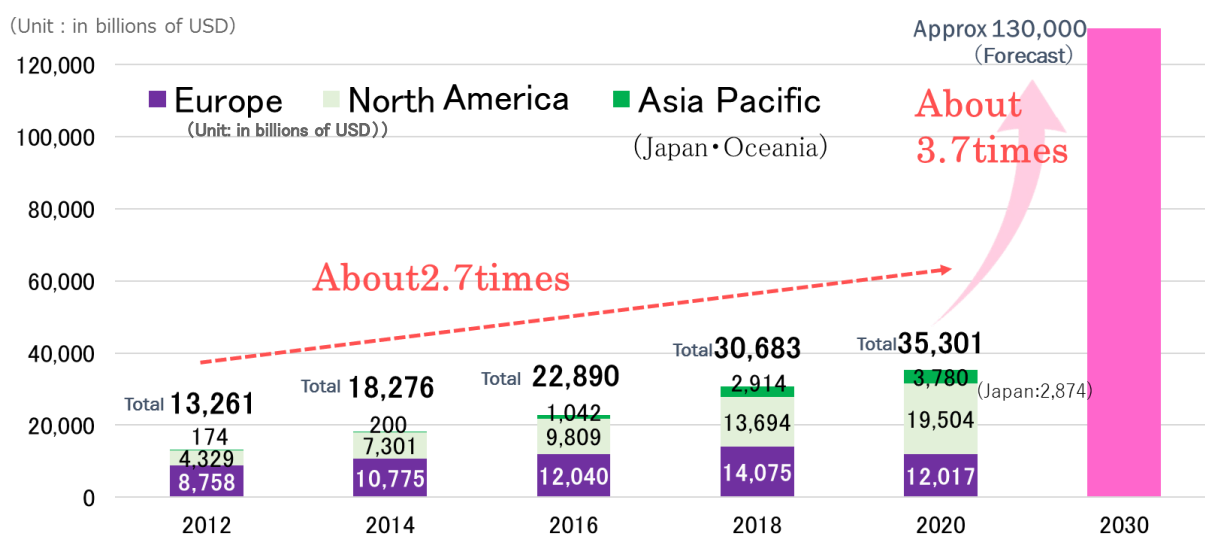 (Unit : in billions of USD)
Approx 130,000
(Forecast)
120,000
Europe
North America
Asia Pacific
(Unit: in billions of USD))
(Japan・Oceania)
About
3.7times
100,000
80,000
60,000
About2.7times
40,000
20,000
0
Total 13,261
174
4,329
8,758
Total 18,276
200
7,301
10,775
Total 22,890
1,042
9,809
12,040
Total30,683
2,914
13,694
14,075
Total35,301
3,780
(Japan:2,874)
19,504
12,017
2012
2014
2016
2018
2020
2030